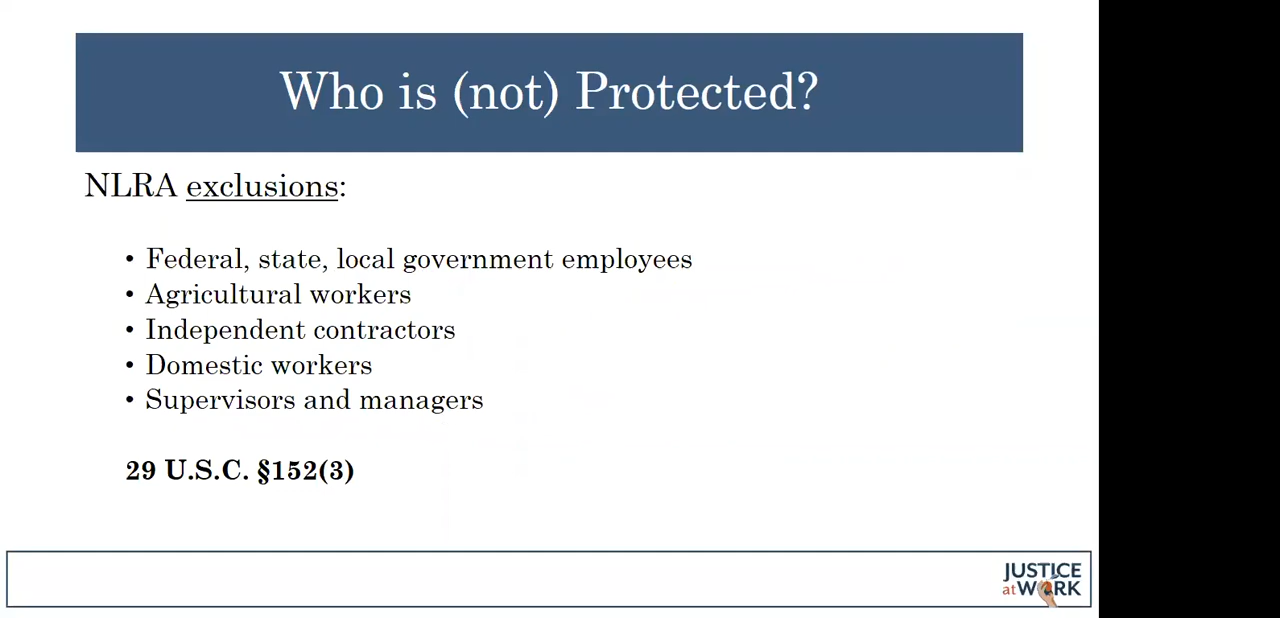 Who is (not) Protected?
NLRA exclusions:
• Federal, state, local government employees
• Agricultural workers
• Independent contractors
• Domestic workers
• Supervisors and managers
29 U.S.C. §152(3)
JUSTICE
at WORK